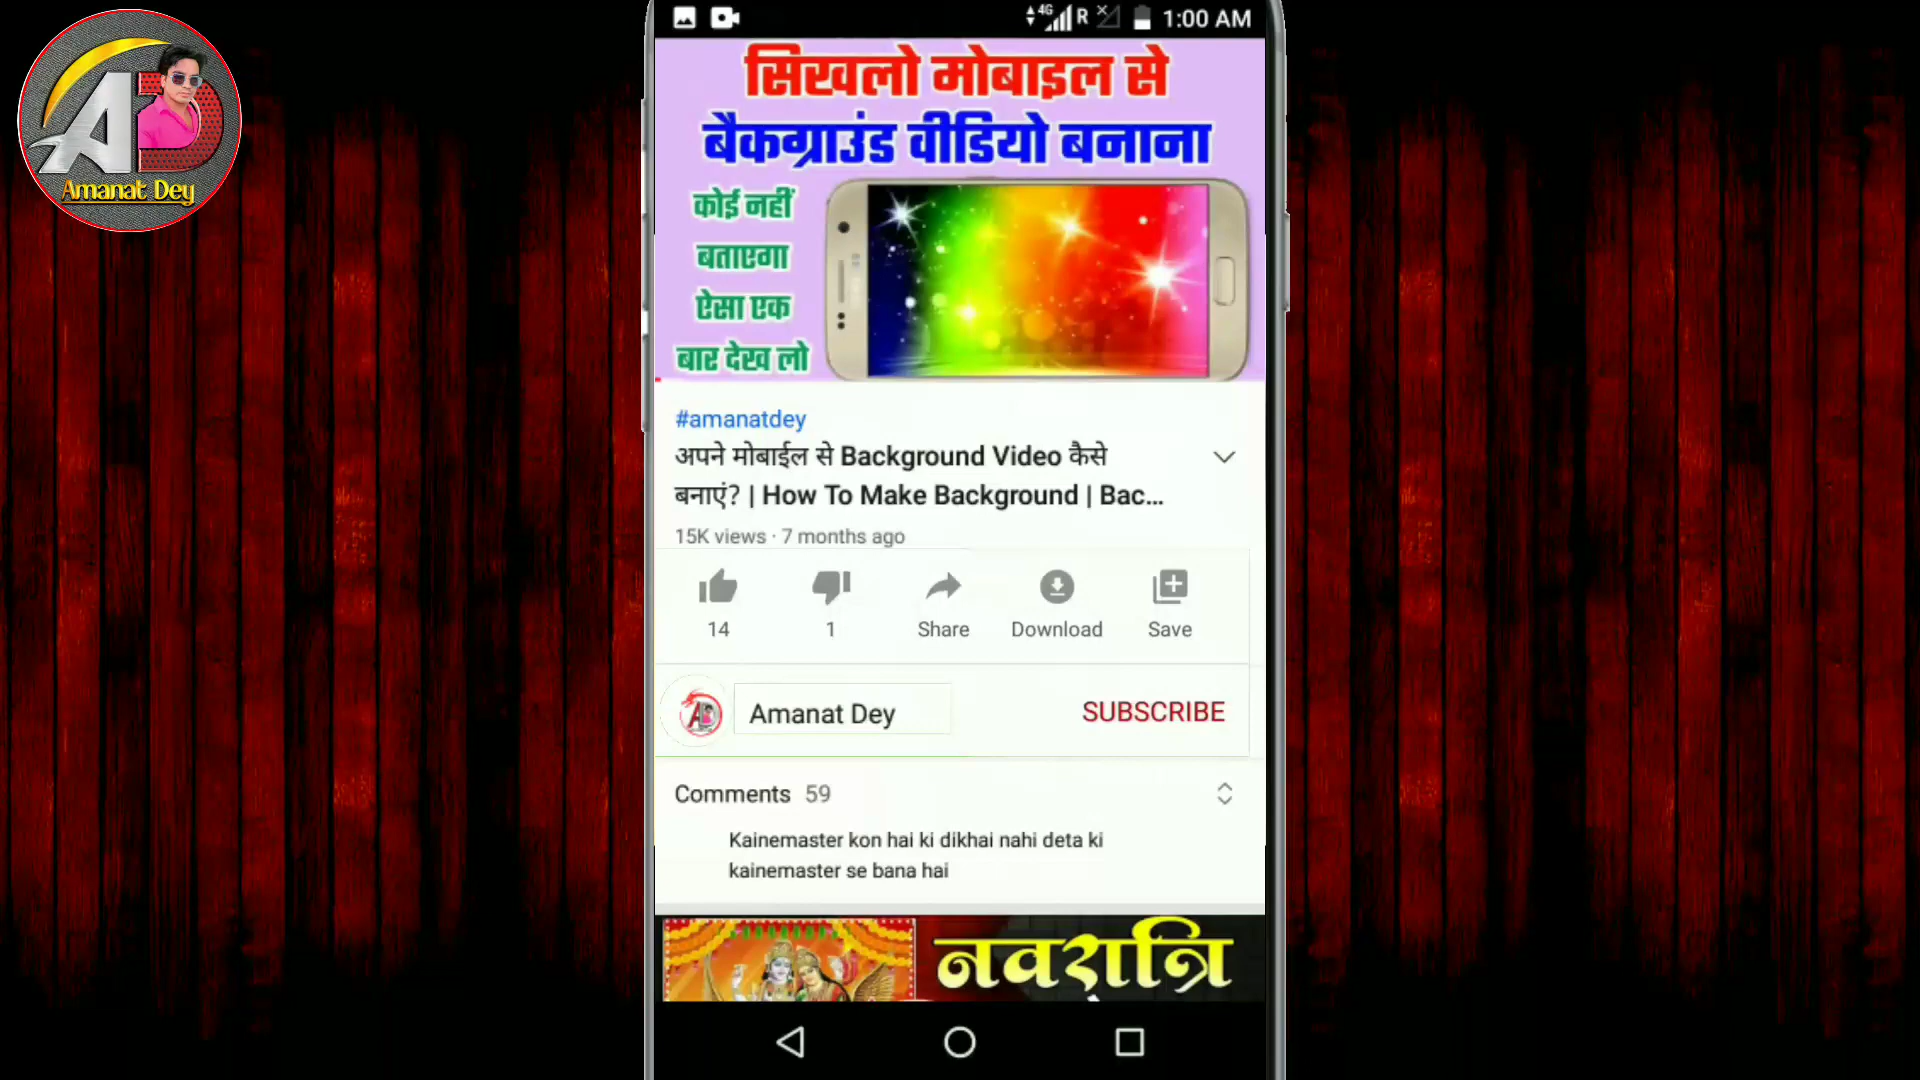 Amanat Dey
4G R 1:00 AM
सिखलो मोबाइल से
बैकग्राउंड वीडियो बनाना
कोई नहीं
बताएगा
ऐसा एक
बार देख लो
#amanatdey
अपने मोबाईल से Background Video कैसे
बनाएं? | How To Make Background | Bac...
15K views · 7 months ago
14 1 Share Download Save
Amanat Dey SUBSCRIBE
Comments 59
Kainemaster kon hai ki dikhai nahi deta ki
kainemaster se bana hai
नवरात्रि